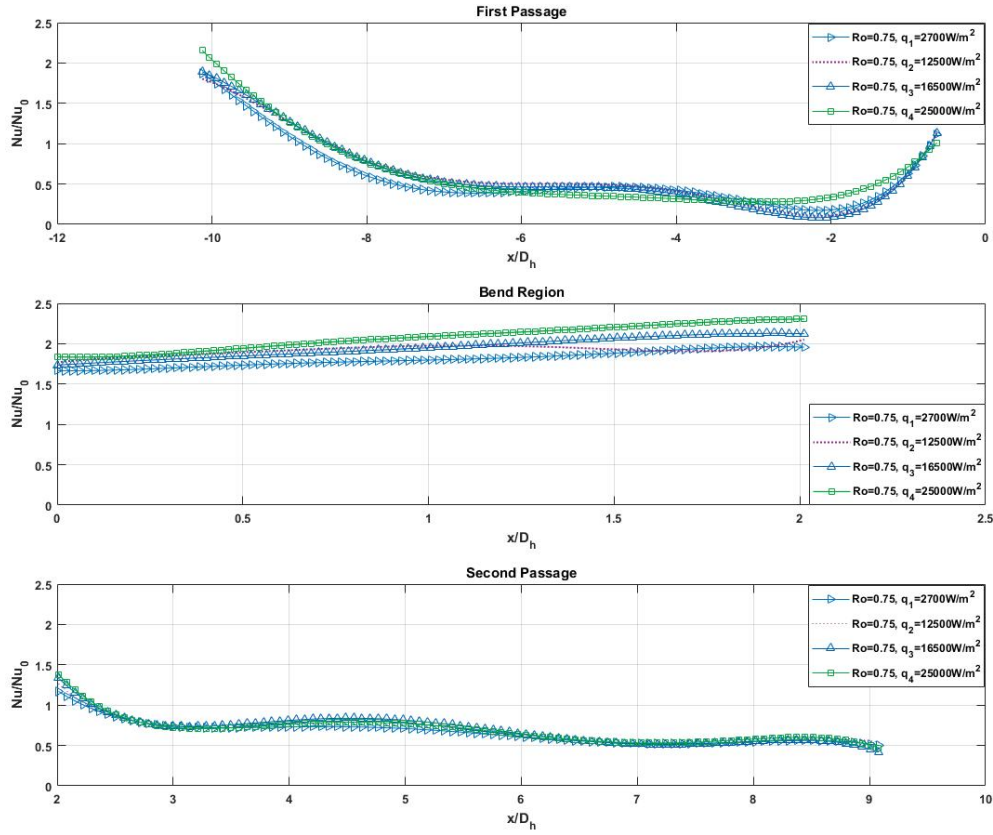 First Passage
2.5
2
1.5
1
0.5
0
Nu/Nu0
-12
-10
-8
-6
-4
-2
0
x/Dh
Ro=0.75, q1=2700W/m2
Ro=0.75, q2=12500W/m2
Ro=0.75, q3=16500W/m2
Ro=0.75, q4=25000W/m2
Bend Region
2.5
2
1.5
1
0.5
0
Nu/Nu0
0
0.5
1
1.5
2
2.5
x/Dh
Ro=0.75, q1=2700W/m2
Ro=0.75, q2=12500W/m2
Ro=0.75, q3=16500W/m2
Ro=0.75, q4=25000W/m2
Second Passage
2.5
2
1.5
1
0.5
0
Nu/Nu0
2
3
4
5
6
7
8
9
10
x/Dh
Ro=0.75, q1=2700W/m2
Ro=0.75, q2=12500W/m2
Ro=0.75, q3=16500W/m2
Ro=0.75, q4=25000W/m2